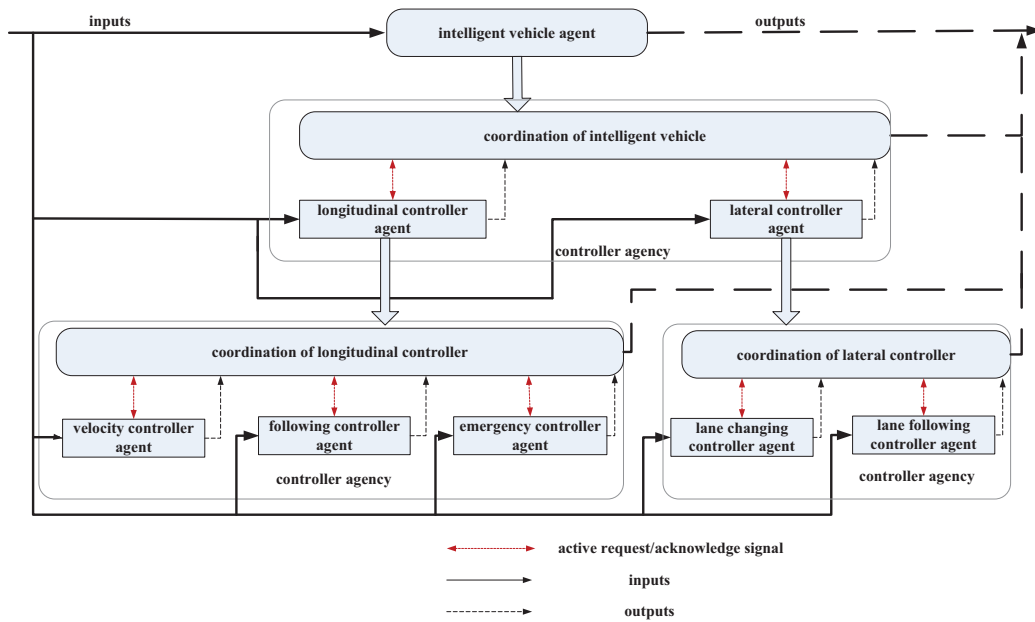 inputs
intelligent vehicle agent
outputs
coordination of intelligent vehicle
longitudinal controller
agent
lateral controller
agent
controller agency
coordination of longitudinal controller
coordination of lateral controller
velocity controller
agent
following controller
agent
emergency controller
agent
lane changing
controller agent
lane following
controller agent
controller agency
controller agency
active request/acknowledge signal
inputs
outputs